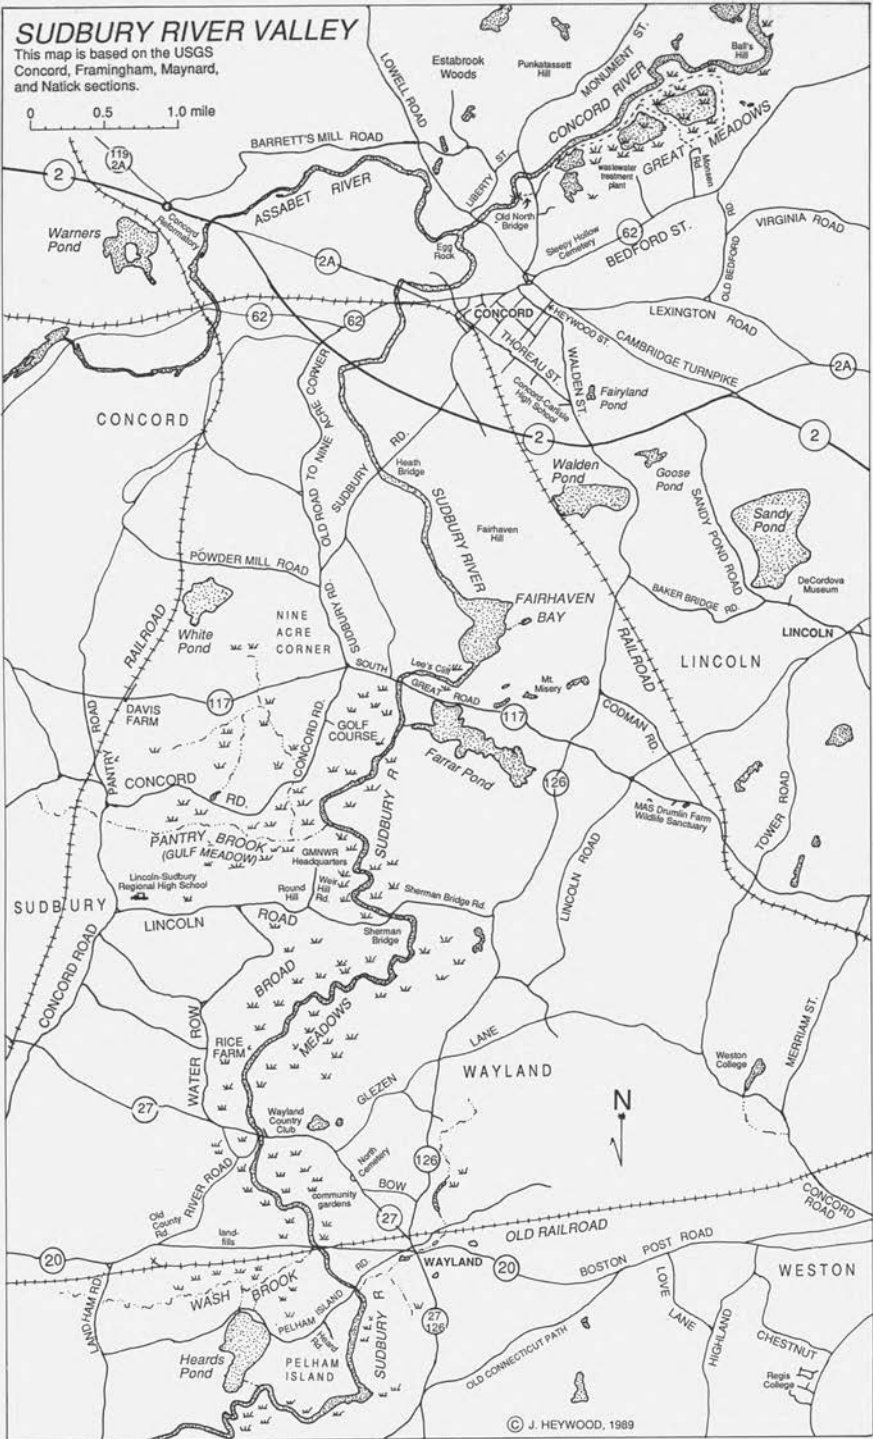 SUDBURY RIVER VALLEY
This map is based on the USGS
Concord, Framingham, Maynard,
and Natick sections.
0 0.5 1.0 mile
119
2A
2
BARRETT'S MILL ROAD
LOWELL ROAD
Estabrook
Woods
Punkatassett
Hill
MONUMENT ST.
CONCORD RIVER
Ball's
Hill
GREAT MEADOWS
wastewater
treatment
plant
Monsen
Rd.
LIBERTY ST.
Old North
Bridge
ASSABET RIVER
Concord
Reformatory
Warners
Pond
Egg
Rock
2A
Sleepy Hollow
Cemetery
62
BEDFORD ST.
OLD BEDFORD
RD
VIRGINIA ROAD
62
62
CONCORD
HEYWOOD ST.
LEXINGTON ROAD
CAMBRIDGE TURNPIKE
2A
THOREAU ST.
WALDEN ST.
Concord-Carlisle
High School
Fairyland
Pond
CONCORD
OLD ROAD TO NINE ACRE CORNER
SUDBURY RD.
2
2
Heath
Bridge
SUDBURY RIVER
Walden
Pond
Goose
Pond
SANDY POND ROAD
Sandy
Pond
Fairhaven
Hill
POWDER MILL ROAD
BAKER BRIDGE RD.
DeCordova
Museum
LINCOLN
LINCOLN
FAIRHAVEN
BAY
White
Pond
NINE
ACRE
CORNER
SUDBURY RD.
RAILROAD
RAILROAD
SOUTH
GREAT ROAD
Lee's Cliff
Mt.
Misery
117
117
DAVIS
FARM
PANTRY
ROAD
CONCORD RD.
GOLF
COURSE
Farrar Pond
CODMAN RD.
126
CONCORD
RD.
SUDBURY R
MAS Drumlin Farm
Wildlife Sanctuary
TOWER ROAD
PANTRY BROOK
(GULF MEADOW)
GMNWR
Headquarters
Lincoln-Sudbury
Regional High School
Round
Hill
Weir
Hill
Rd.
Sherman Bridge Rd.
LINCOLN ROAD
SUDBURY
LINCOLN ROAD
Sherman
Bridge
CONCORD ROAD
BROAD
MEADOWS
WATER ROW
RICE
FARM
GLEZEN LANE
WAYLAND
Weston
College
MERRIAM ST.
27
Wayland
Country
Club
N
North
Cemetery
126
BOW
RIVER ROAD
community
gardens
27
Old
County
Rd.
land-
fills
OLD RAILROAD
CONCORD
ROAD
20
WAYLAND
20
BOSTON POST ROAD
WESTON
RD.
WASH BROOK
PELHAM ISLAND
LANDHAM RD.
Heard
Rd.
SUDBURY R
27
126
LOVE
LANE
HIGHLAND
CHESTNUT
OLD CONNECTICUT PATH
Heards
Pond
PELHAM
ISLAND
Regis
College
© J. HEYWOOD, 1989